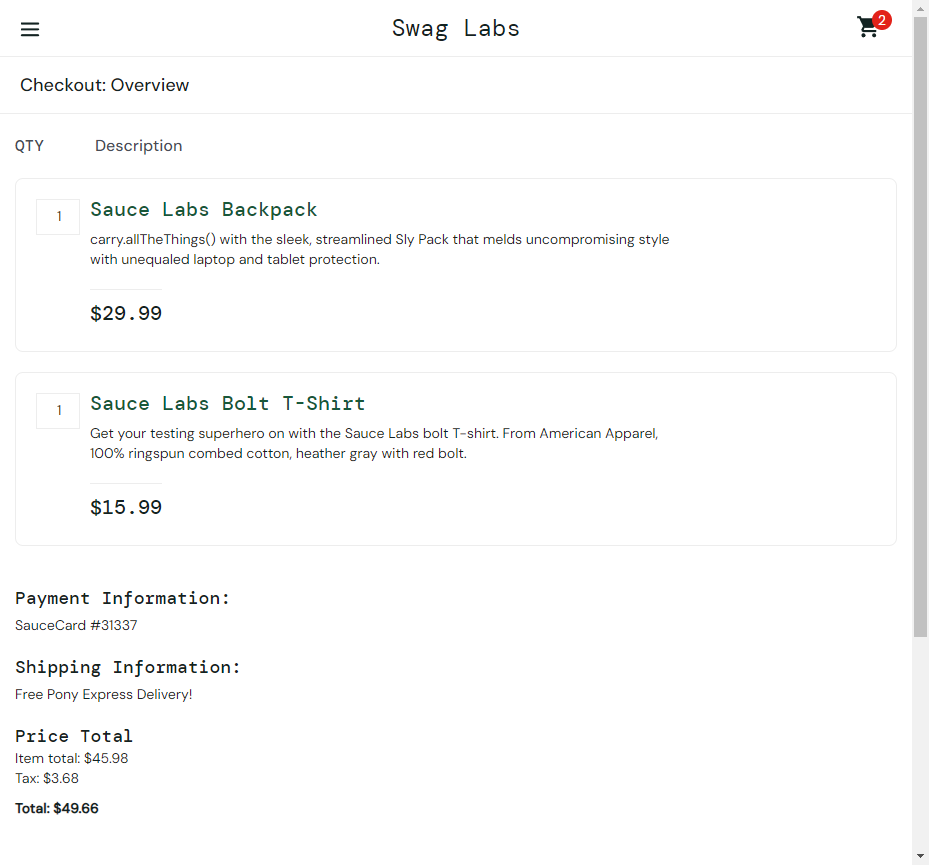 Swag Labs
2
Checkout: Overview
QTY Description
1
Sauce Labs Backpack
carry.allTheThings() with the sleek, streamlined Sly Pack that melds uncompromising style
with unequaled laptop and tablet protection.
$29.99
1
Sauce Labs Bolt T-Shirt
Get your testing superhero on with the Sauce Labs bolt T-shirt. From American Apparel,
100% ringspun combed cotton, heather gray with red bolt.
$15.99
Payment Information:
SauceCard #31337
Shipping Information:
Free Pony Express Delivery!
Price Total
Item total: $45.98
Tax: $3.68
Total: $49.66